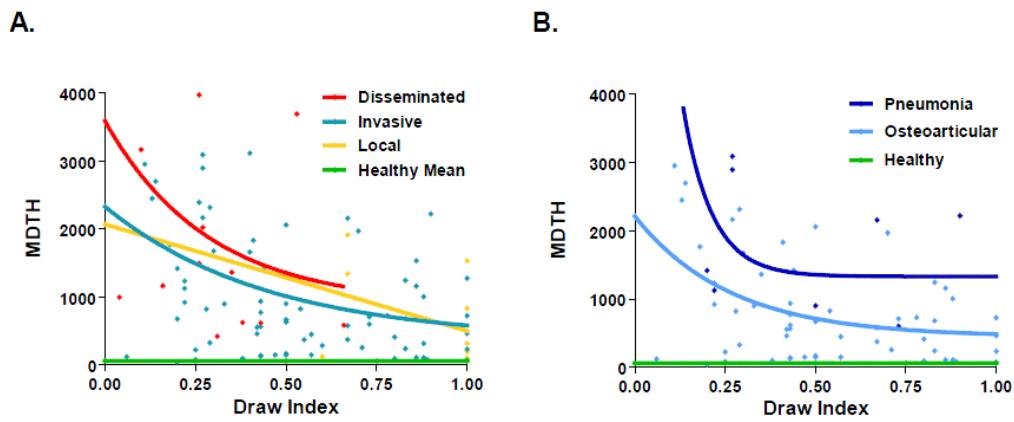 A.
MDTH
4000
3000
2000
1000
0
0.00 0.25 0.50 0.75 1.00
Draw Index
Disseminated
Invasive
Local
Healthy Mean
B.
MDTH
4000
3000
2000
1000
0
0.00 0.25 0.50 0.75 1.00
Draw Index
Pneumonia
Osteoarticular
Healthy